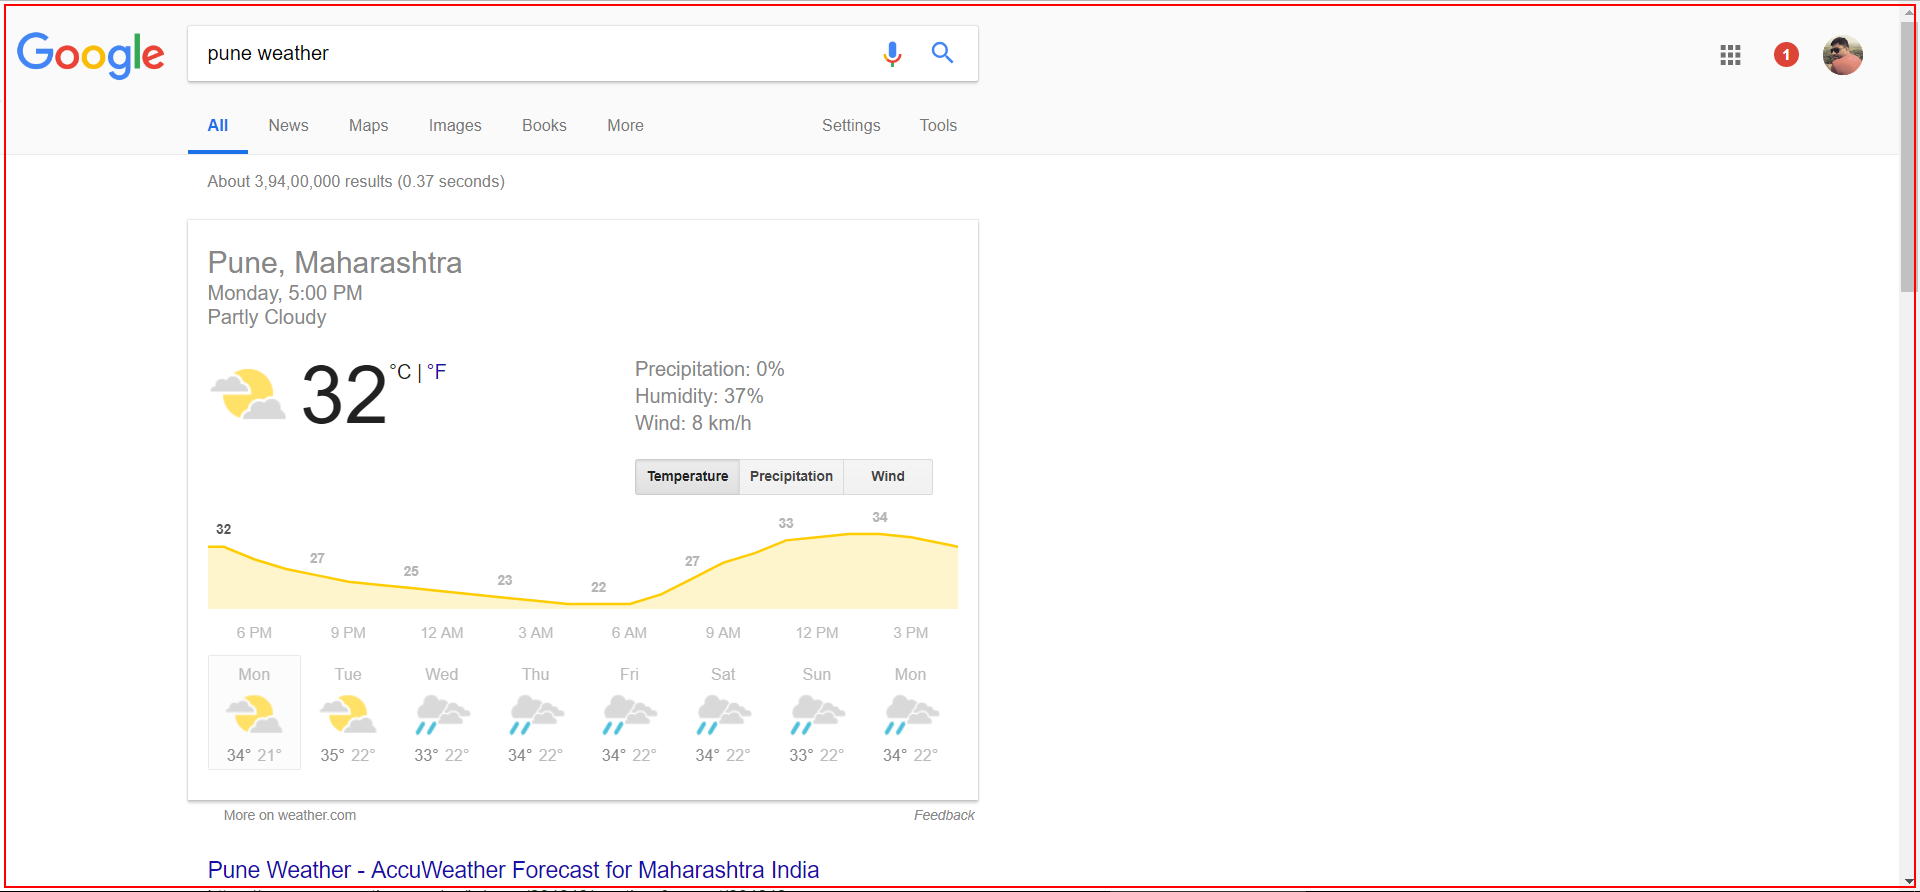 Google
pune weather
1
All News Maps Images Books More Settings Tools
About 3,94,00,000 results (0.37 seconds)
Pune, Maharashtra
Monday, 5:00 PM
Partly Cloudy
32 °C | °F
Precipitation: 0%
Humidity: 37%
Wind: 8 km/h
Temperature Precipitation Wind
32 27 25 23 22 27 33 34
6 PM 9 PM 12 AM 3 AM 6 AM 9 AM 12 PM 3 PM
Mon Tue Wed Thu Fri Sat Sun Mon
34° 21° 35° 22° 33° 22° 34° 22° 34° 22° 34° 22° 33° 22° 34° 22°
More on weather.com Feedback
Pune Weather - AccuWeather Forecast for Maharashtra India